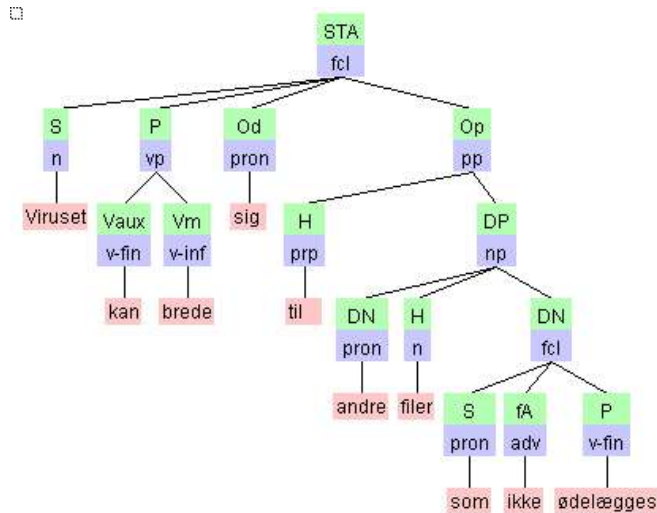 STA
fcl
S P Od Op
n vp pron pp
Viruset Vaux Vm sig H DP
v-fin v-inf prp np
kan brede til DN H DN
pron n fcl
andre filer S fA P
pron adv v-fin
som ikke ødelægges